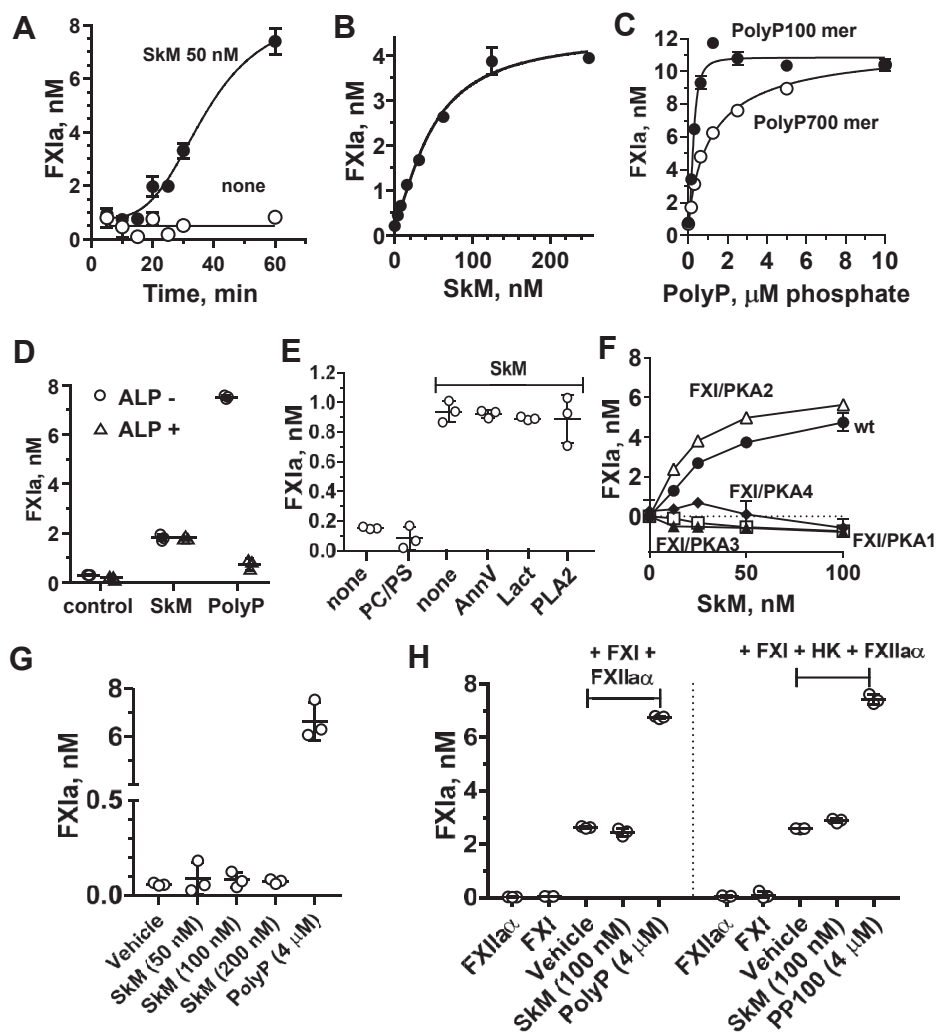 A
FXIa, nM
8
6
4
2
0
SkM 50 nM
none
0
20
40
60
Time, min
B
FXIa, nM
4
3
2
1
0
0
100
200
SkM, nM
C
FXIa, nM
12
10
8
6
4
2
0
PolyP100 mer
PolyP700 mer
0
2
4
6
8
10
PolyP, μM phosphate
D
FXIa, nM
8
6
4
2
0
ALP -
ALP +
control
SkM
PolyP
E
FXIa, nM
1.2
1.0
0.8
0.6
0.4
0.2
0.0
SkM
none
PC/PS
none
AnnV
Lact
PLA2
F
FXIa, nM
8
6
4
2
0
FXI/PKA2
wt
FXI/PKA4
FXI/PKA3
FXI/PKA1
0
50
100
SkM, nM
G
FXIa, nM
8
6
0.5
0.0
Vehicle
SkM (50 nM)
SkM (100 nM)
SkM (200 nM)
PolyP (4 μM)
H
FXIa, nM
8
6
4
2
0
+ FXI +
FXIIaα
+ FXI + HK + FXIIaα
FXIIaα
FXI
Vehicle
SkM (100 nM)
PolyP (4 μM)
FXIIaα
FXI
Vehicle
SkM (100 nM)
PP100 (4 μM)